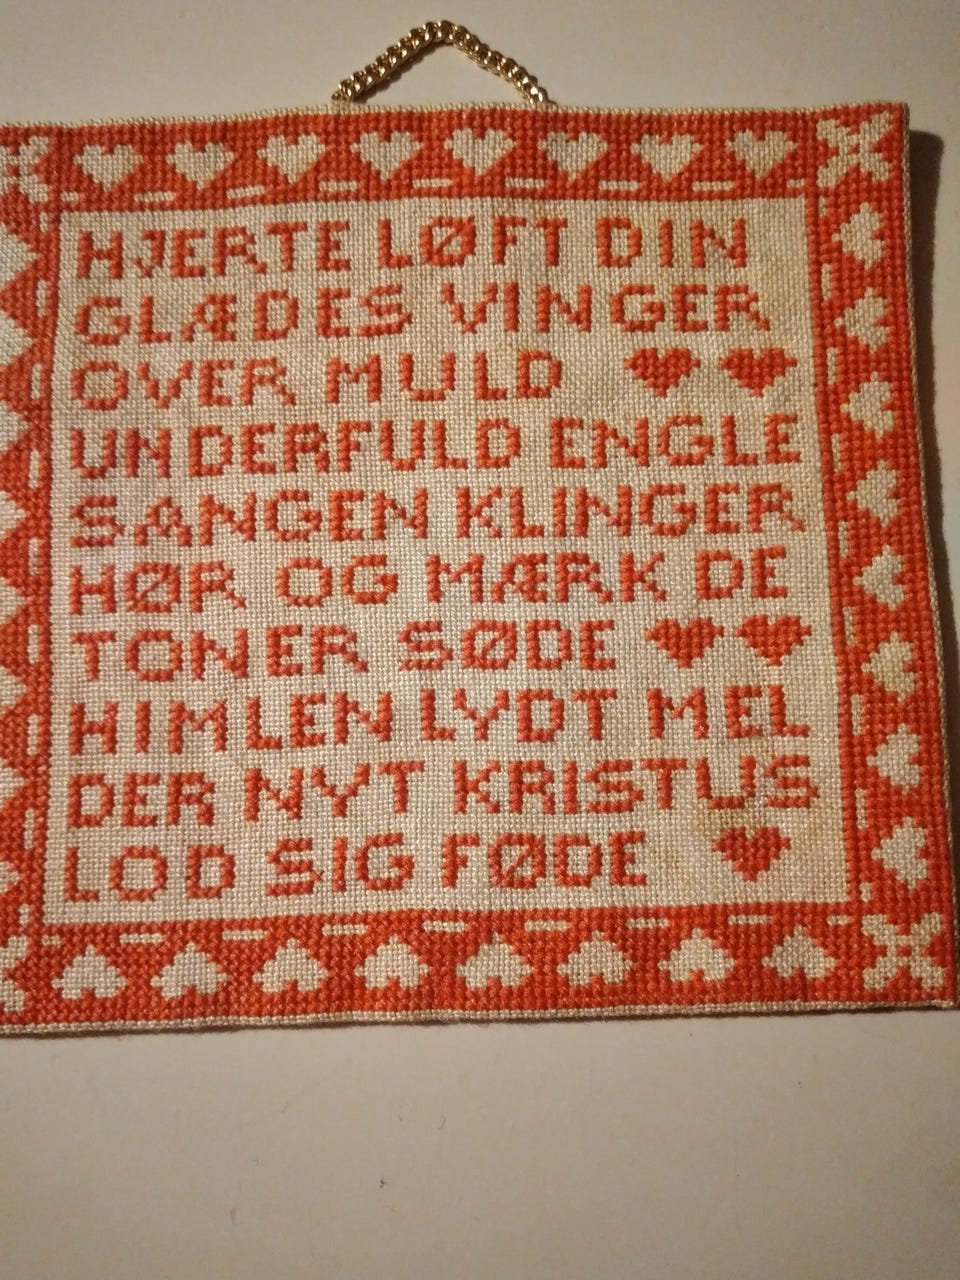 HJERTE LØFT DIN
GLÆDES VINGER
OVER MULD
UNDERFULD ENGLE
SANGEN KLINGER
HØR OG MÆRK DE
TONER SØDE
HIMLEN LYDT MEL
DER NYT KRISTUS
LOD SIG FØDE